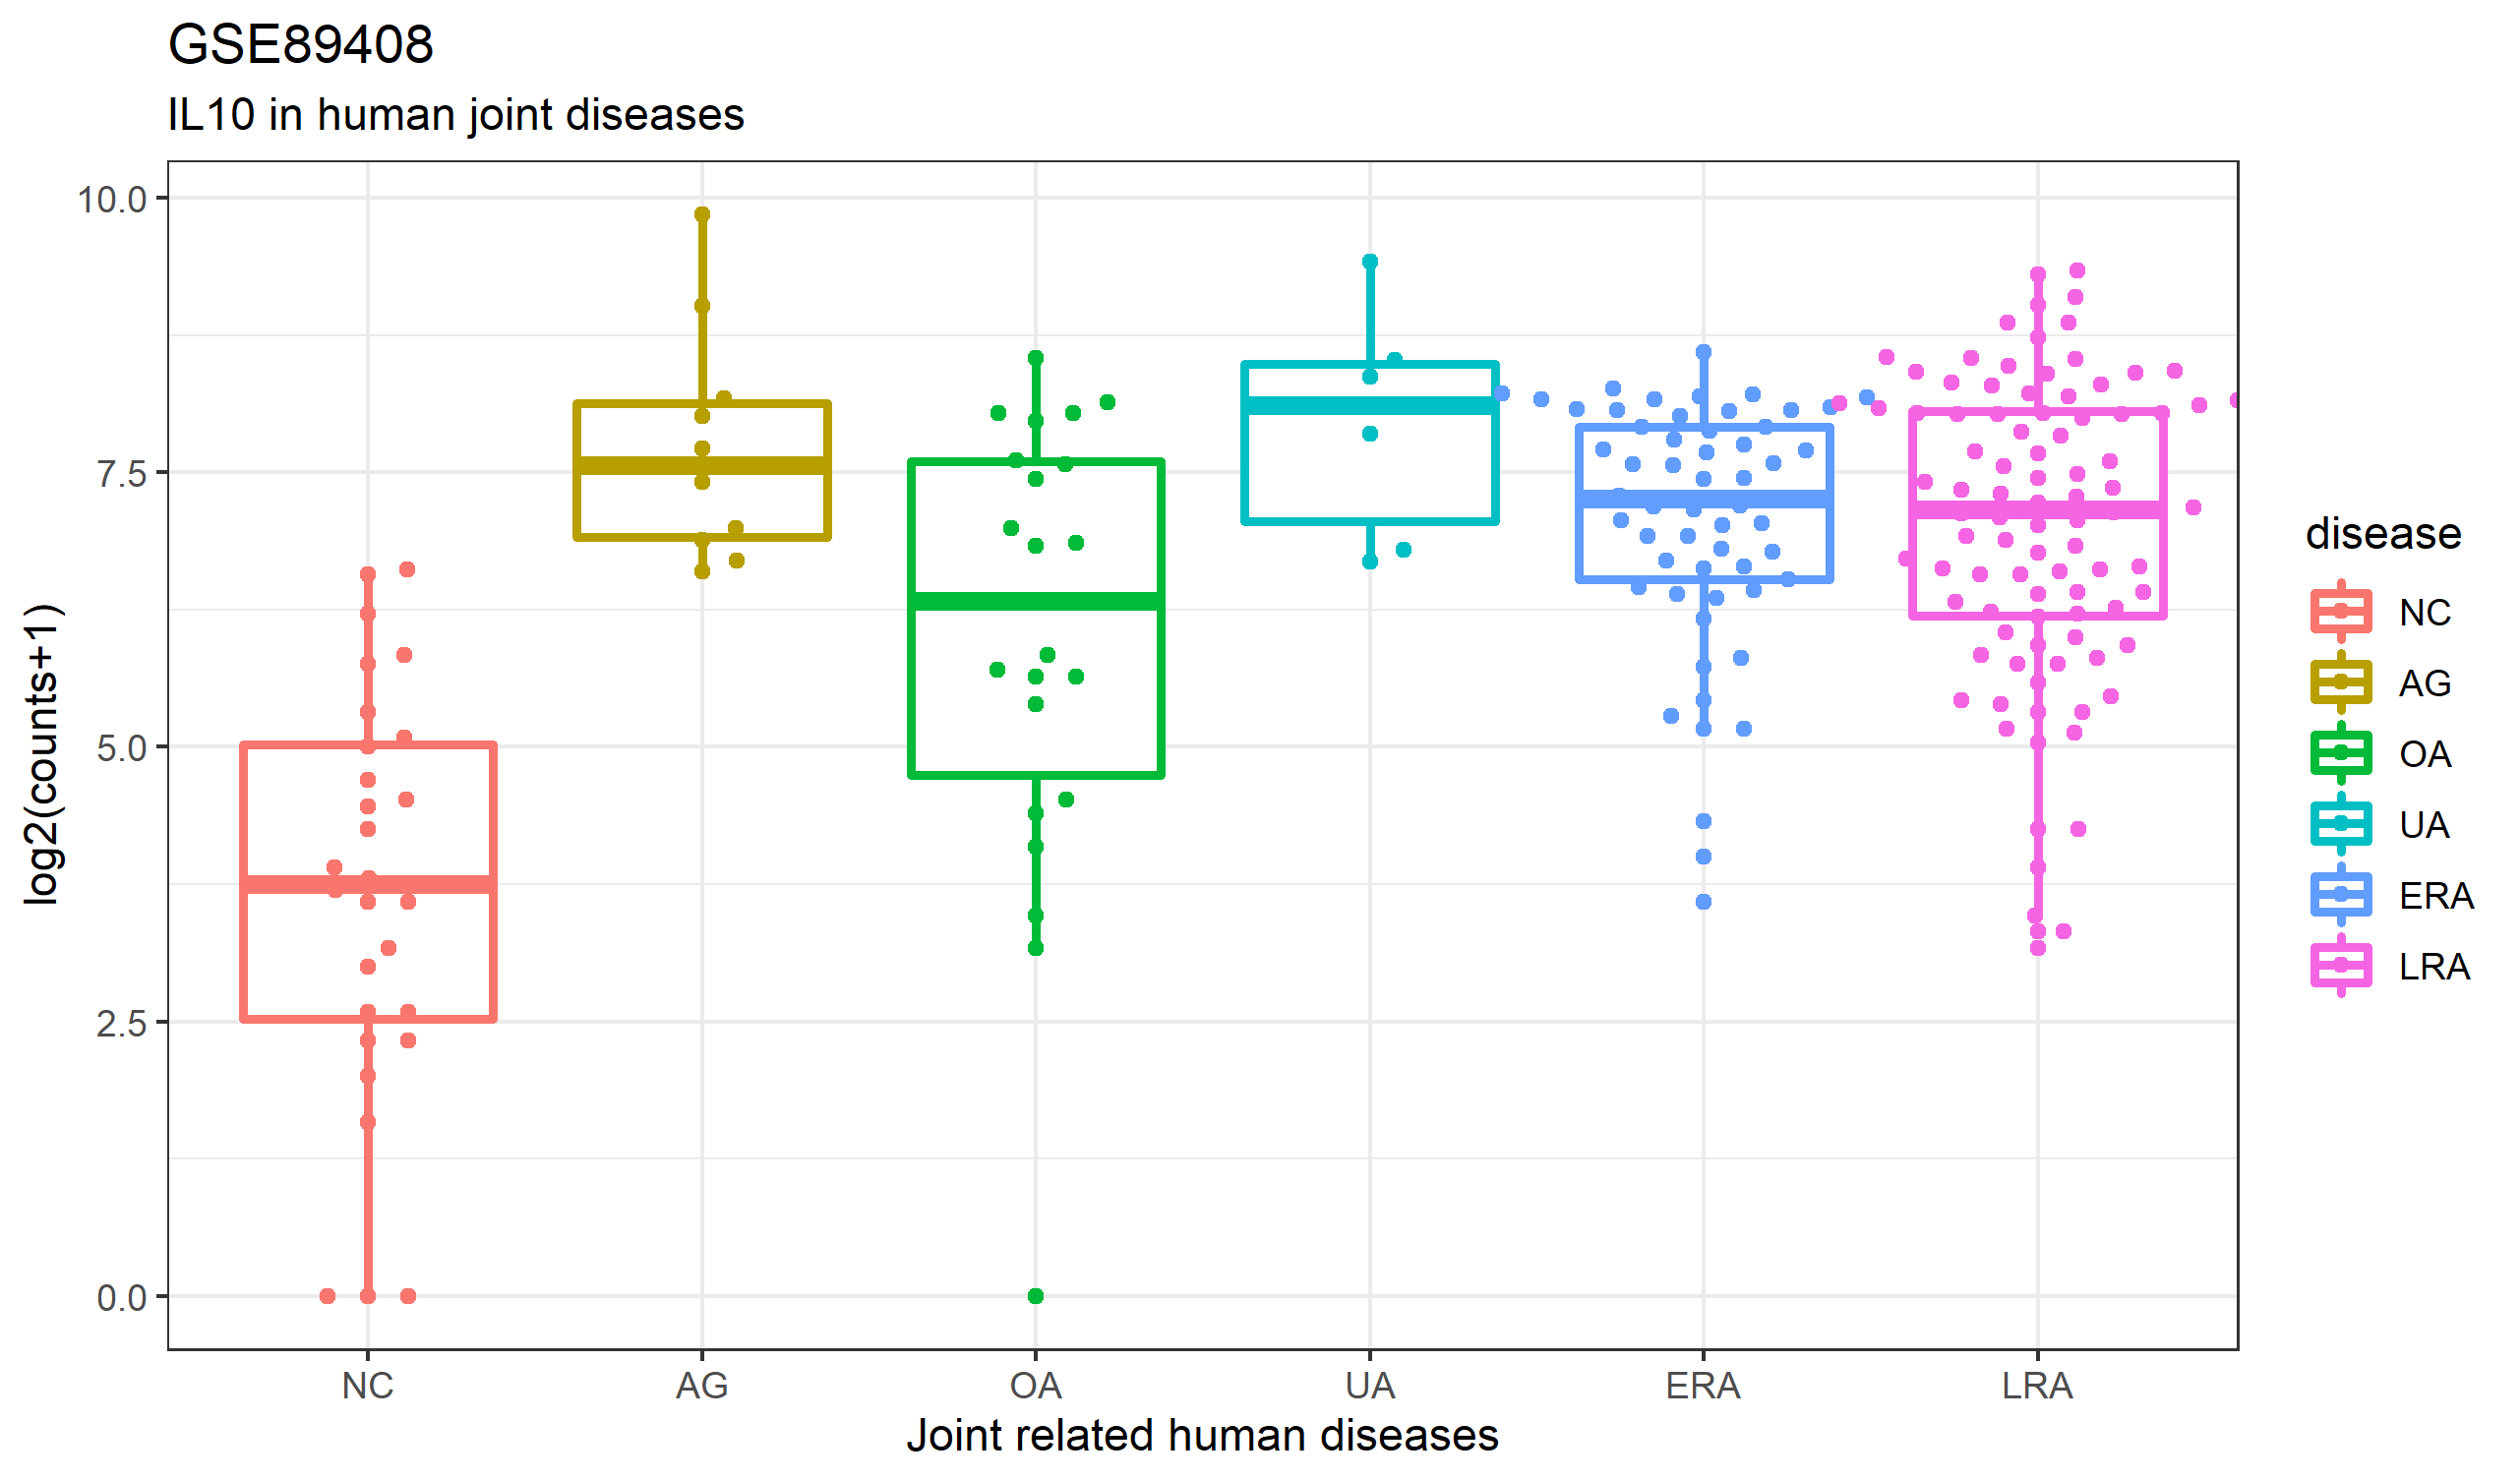 GSE89408
IL10 in human joint diseases
log2(counts+1)
10.0
7.5
5.0
2.5
0.0
NC AG OA UA ERA LRA
Joint related human diseases
disease
NC
AG
OA
UA
ERA
LRA